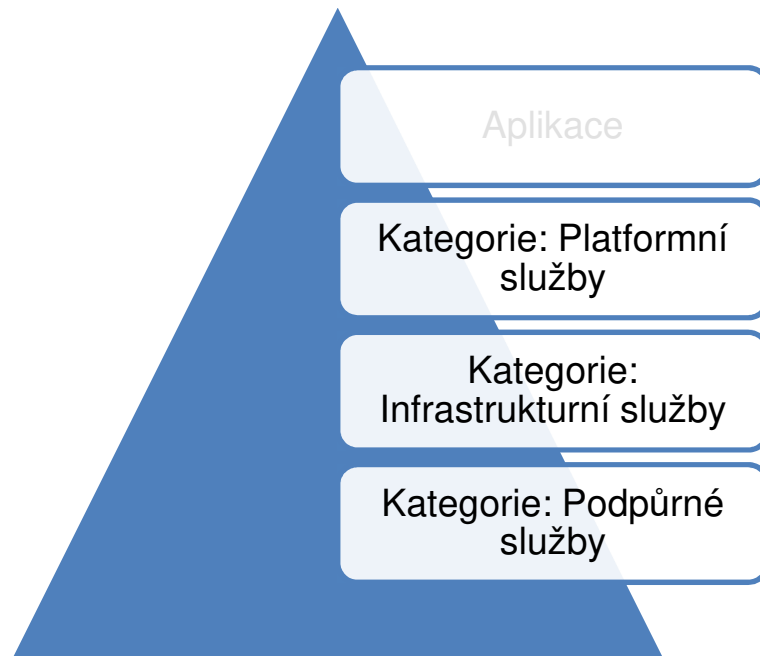 Aplikace
Kategorie: Platformní
služby
Kategorie:
Infrastrukturní služby
Kategorie: Podpůrné
služby